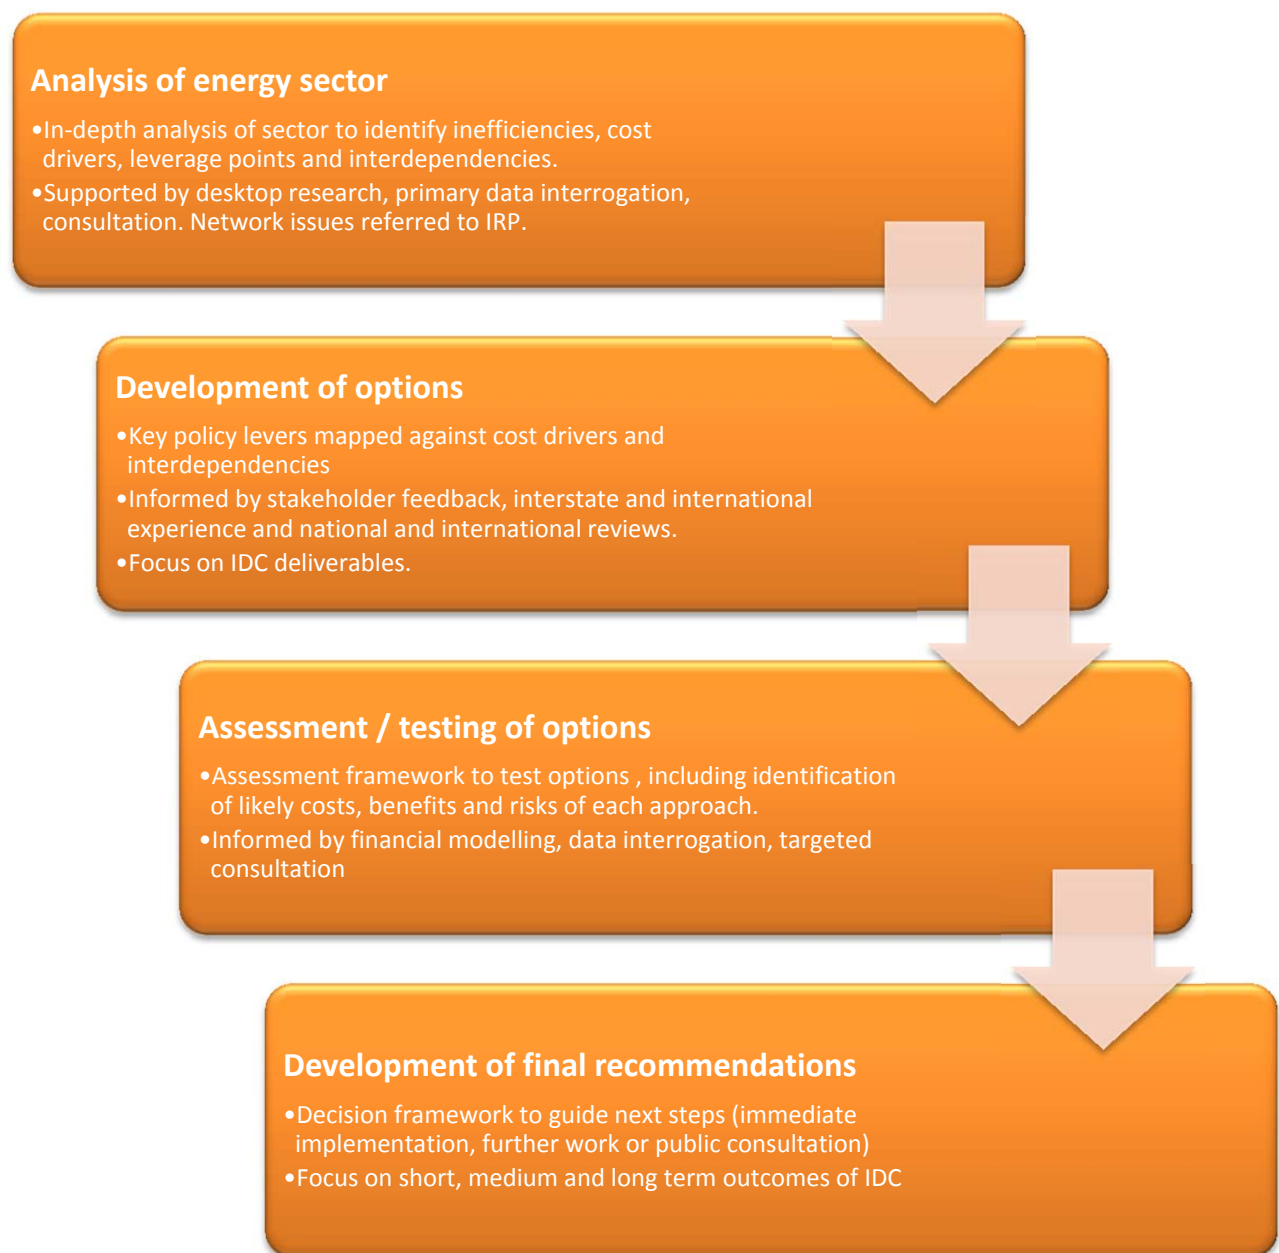 Analysis of energy sector
•In-depth analysis of sector to identify inefficiencies, cost
drivers, leverage points and interdependencies.
•Supported by desktop research, primary data interrogation,
consultation. Network issues referred to IRP.
Development of options
•Key policy levers mapped against cost drivers and
interdependencies
•Informed by stakeholder feedback, interstate and international
experience and national and international reviews.
•Focus on IDC deliverables.
Assessment / testing of options
•Assessment framework to test options , including identification
of likely costs, benefits and risks of each approach.
•Informed by financial modelling, data interrogation, targeted
consultation
Development of final recommendations
•Decision framework to guide next steps (immediate
implementation, further work or public consultation)
•Focus on short, medium and long term outcomes of IDC